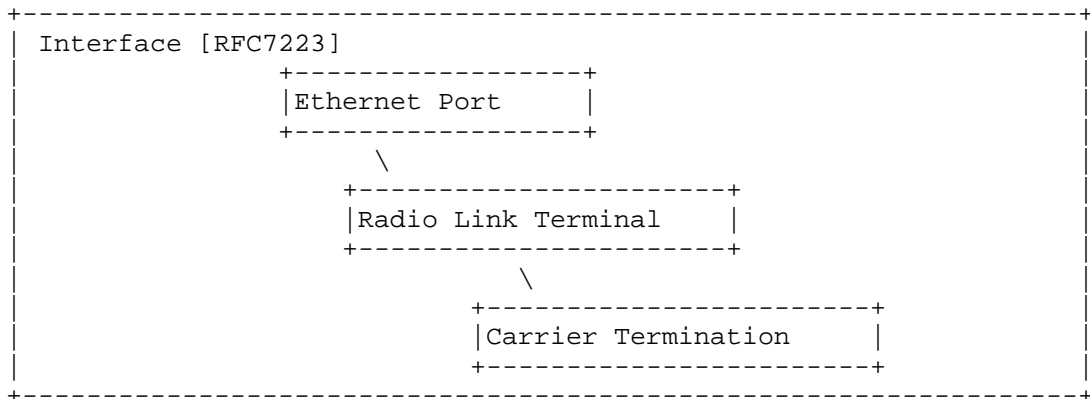 Interface [RFC7223]
Ethernet Port
Radio Link Terminal
Carrier Termination